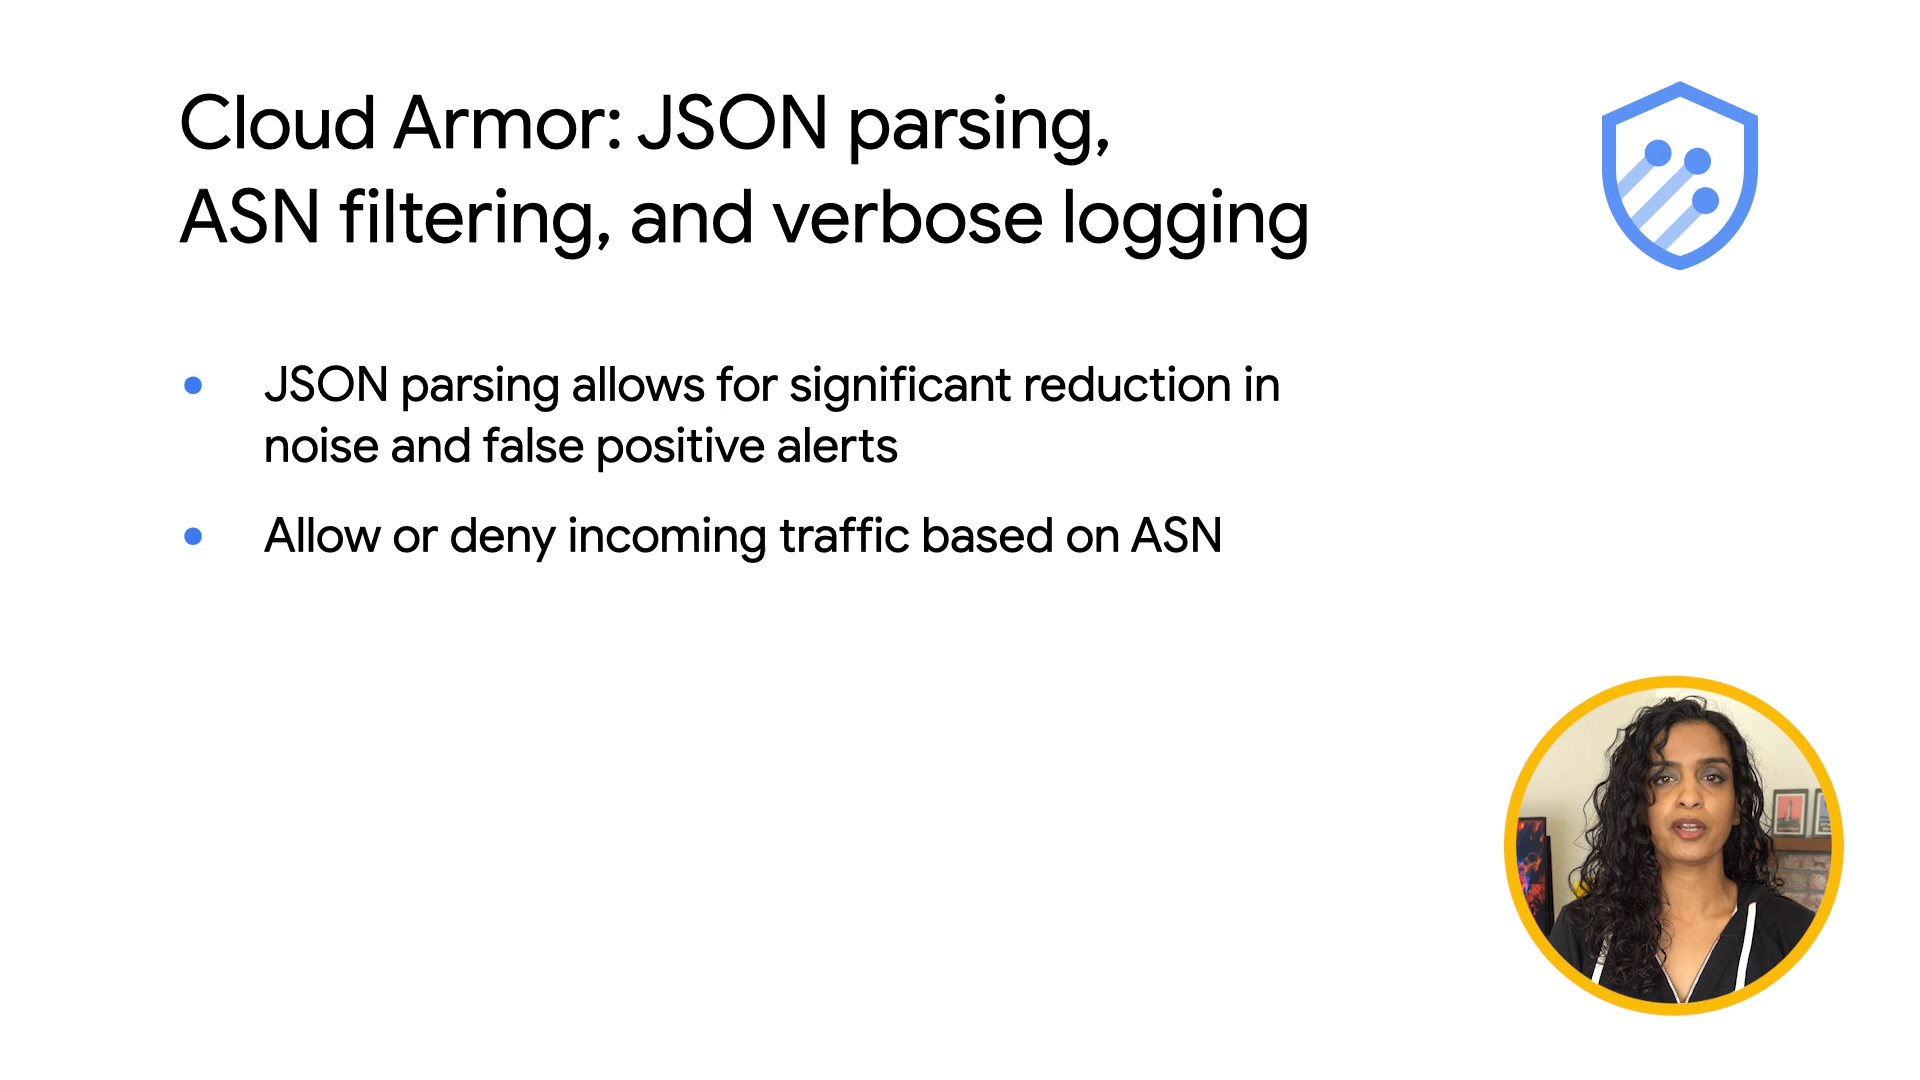 Cloud Armor: JSON parsing,
ASN filtering, and verbose logging
JSON parsing allows for significant reduction in
noise and false positive alerts
Allow or deny incoming traffic based on ASN